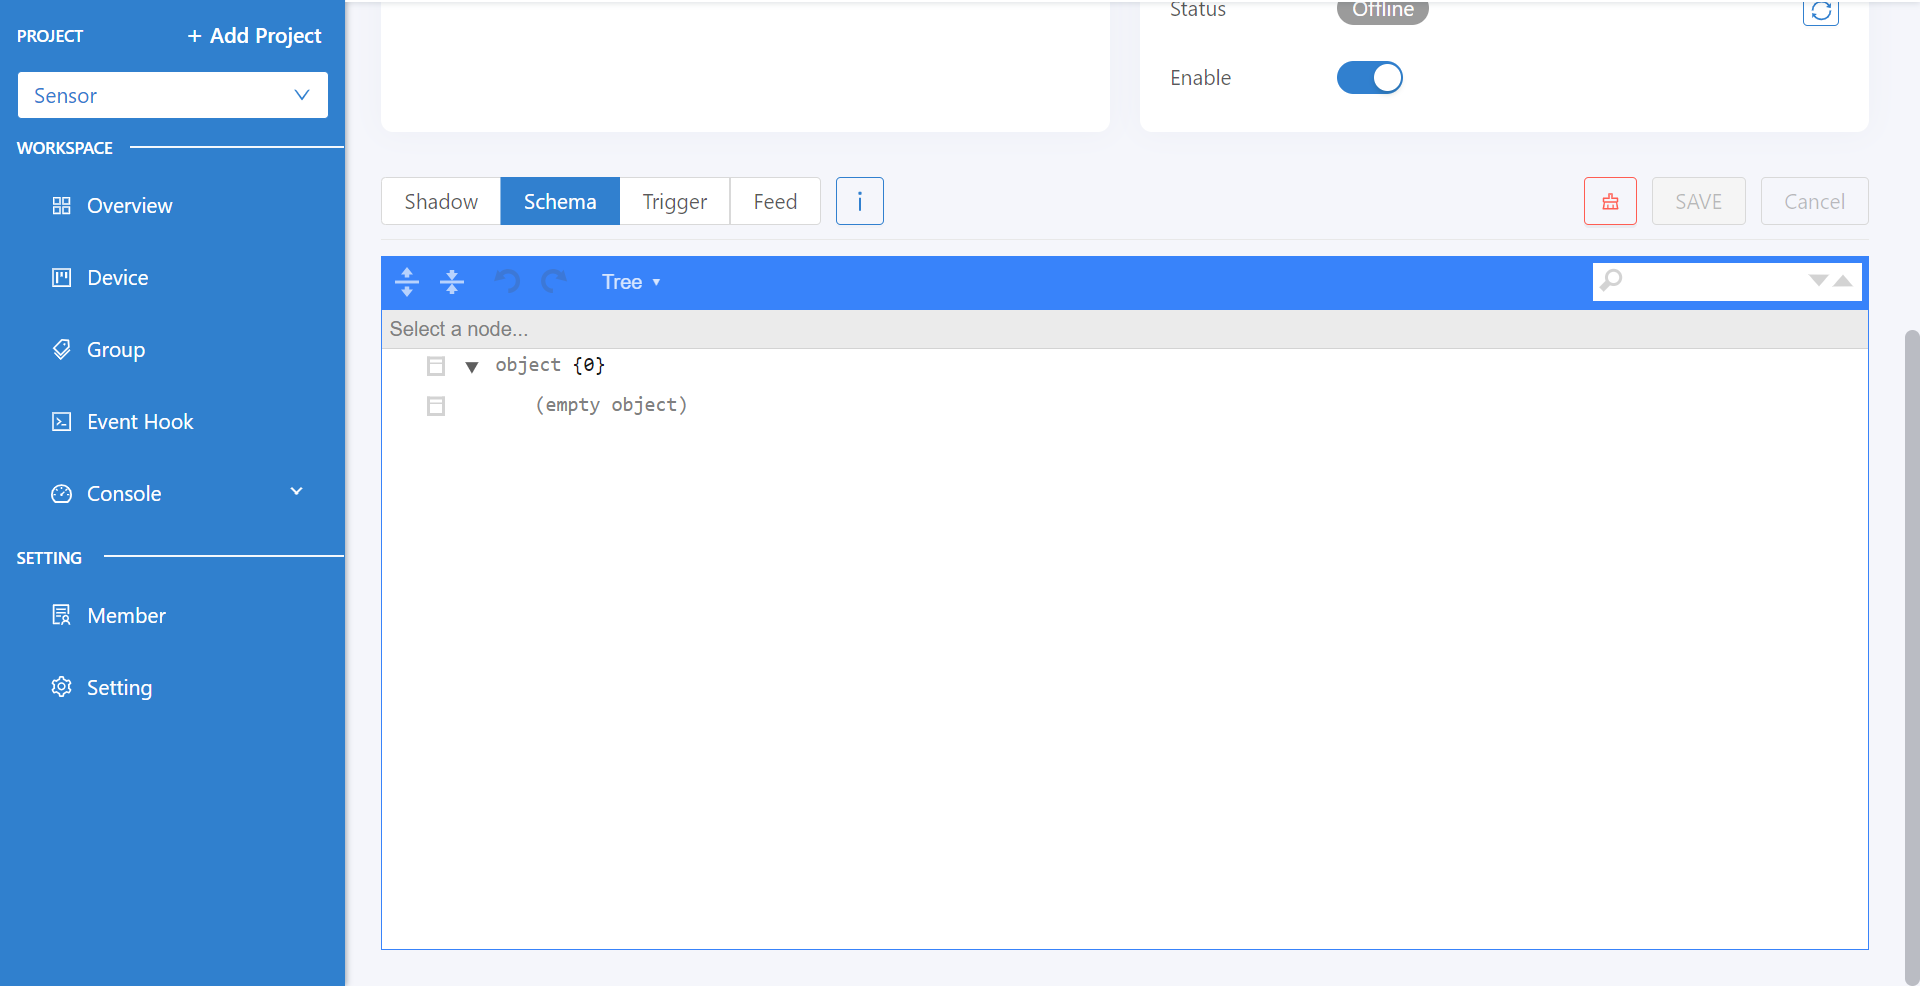 PROJECT
+ Add Project
Sensor
WORKSPACE
Overview
Device
Group
Event Hook
Console
SETTING
Member
Setting
Status
Offline
Enable
Shadow
Schema
Trigger
Feed
i
SAVE
Cancel
Tree ▾
Select a node...
object {0}
(empty object)